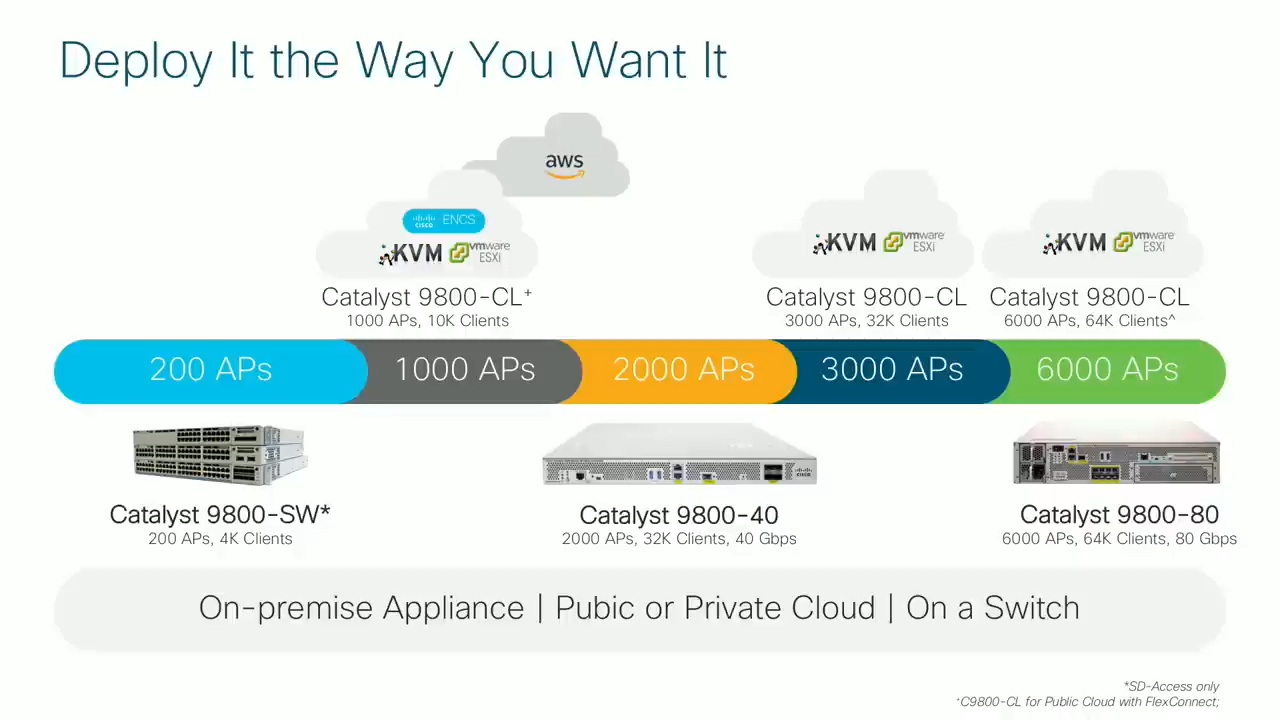 Deploy It the Way You Want It
aws
cisco ENCS
KVM vmware ESXi
KVM vmware ESXi
KVM vmware ESXi
Catalyst 9800-CL⁺
1000 APs, 10K Clients
Catalyst 9800-CL
3000 APs, 32K Clients
Catalyst 9800-CL
6000 APs, 64K Clients^
200 APs
1000 APs
2000 APs
3000 APs
6000 APs
cisco
Catalyst 9800-SW*
200 APs, 4K Clients
Catalyst 9800-40
2000 APs, 32K Clients, 40 Gbps
Catalyst 9800-80
6000 APs, 64K Clients, 80 Gbps
On-premise Appliance | Pubic or Private Cloud | On a Switch
*SD-Access only
⁺C9800-CL for Public Cloud with FlexConnect;